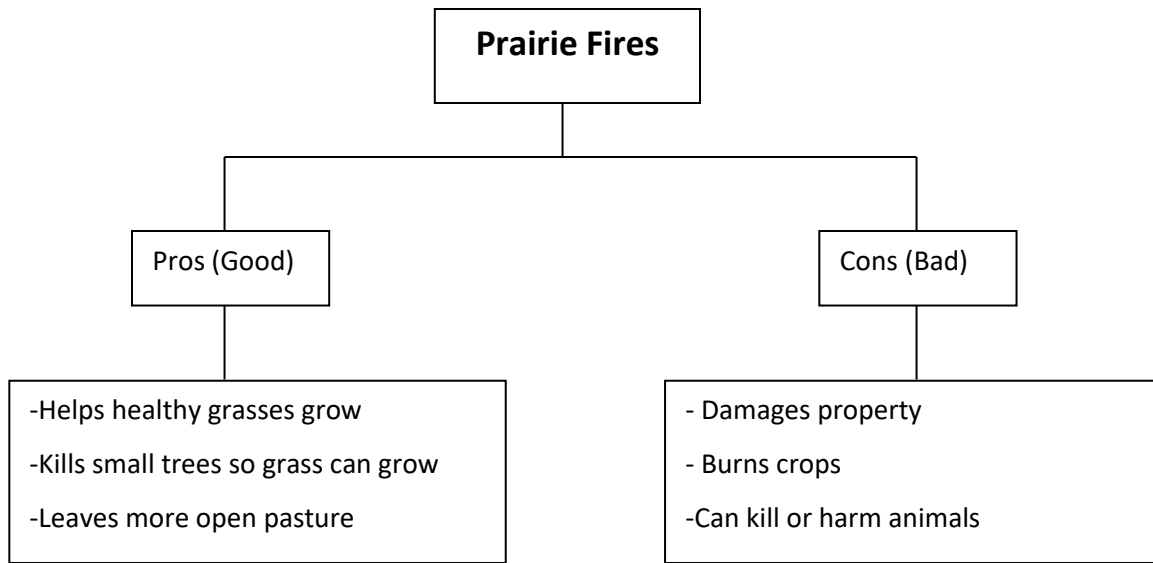 Prairie Fires
Pros (Good)
Cons (Bad)
-Helps healthy grasses grow
-Kills small trees so grass can grow
-Leaves more open pasture
- Damages property
- Burns crops
-Can kill or harm animals